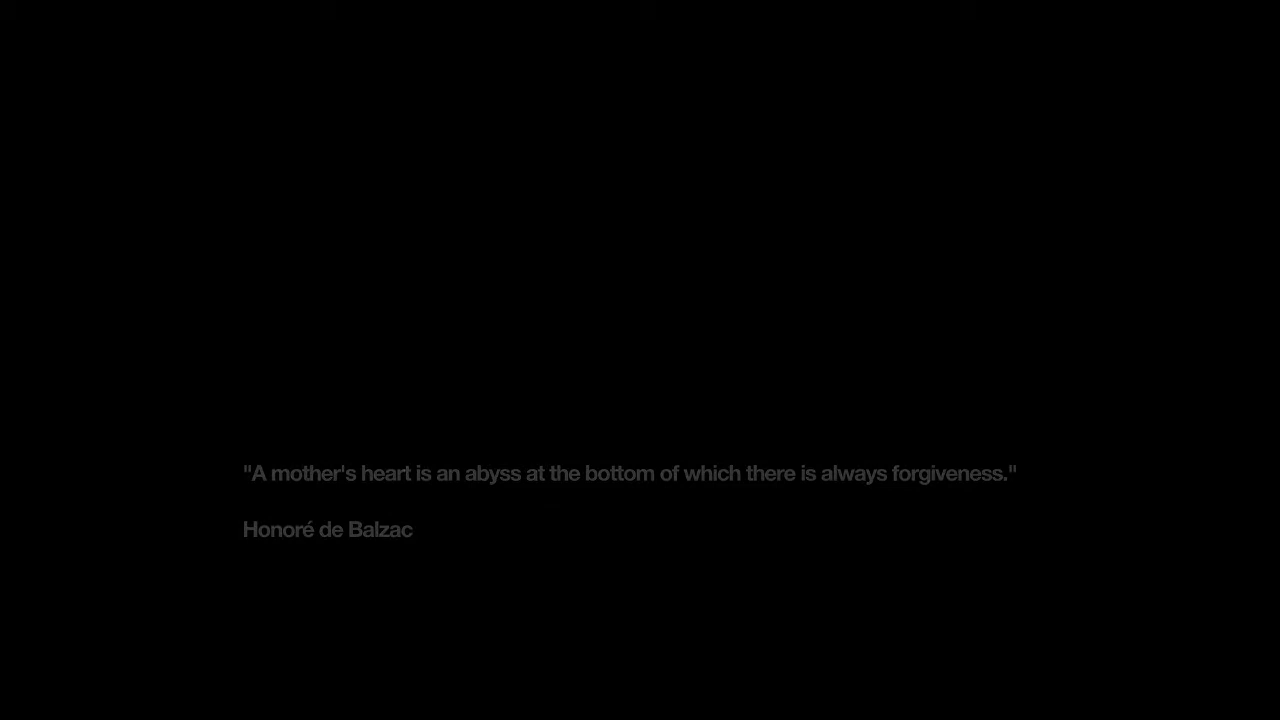 "A mother's heart is an abyss at the bottom of which there is always forgiveness."
Honoré de Balzac